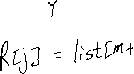 Y
R[j] = list[m+